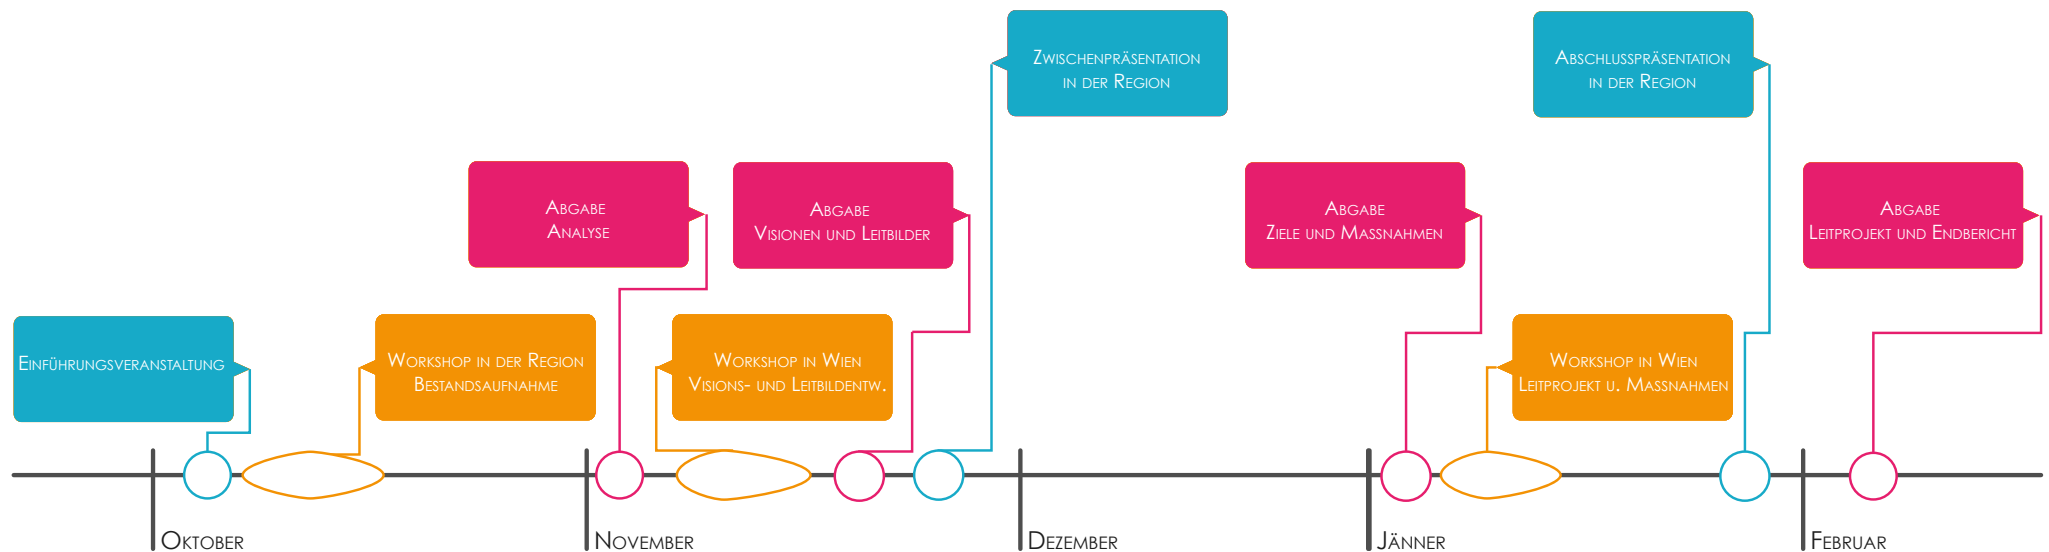 Zwischenpräsentation
in der Region
Abschlusspräsentation
in der Region
Abgabe
Analyse
Abgabe
Visionen und Leitbilder
Abgabe
Ziele und Massnahmen
Abgabe
Leitprojekt und Endbericht
Einführungsveranstaltung
Workshop in der Region
Bestandsaufnahme
Workshop in Wien
Visions- und Leitbildentw.
Workshop in Wien
Leitprojekt u. Massnahmen
Oktober
November
Dezember
Jänner
Februar